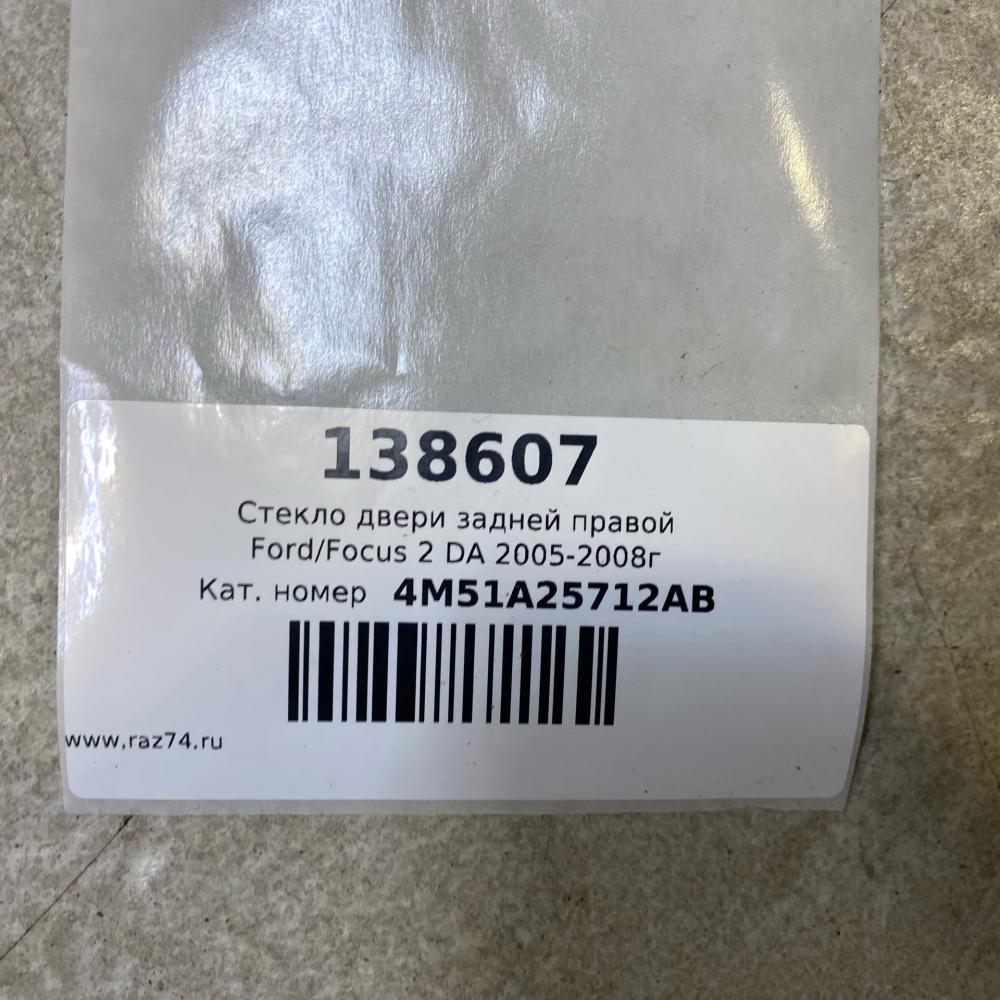 138607
Стекло двери задней правой
Ford/Focus 2 DA 2005-2008г
Кат. номер 4M51A25712AB
www.raz74.ru